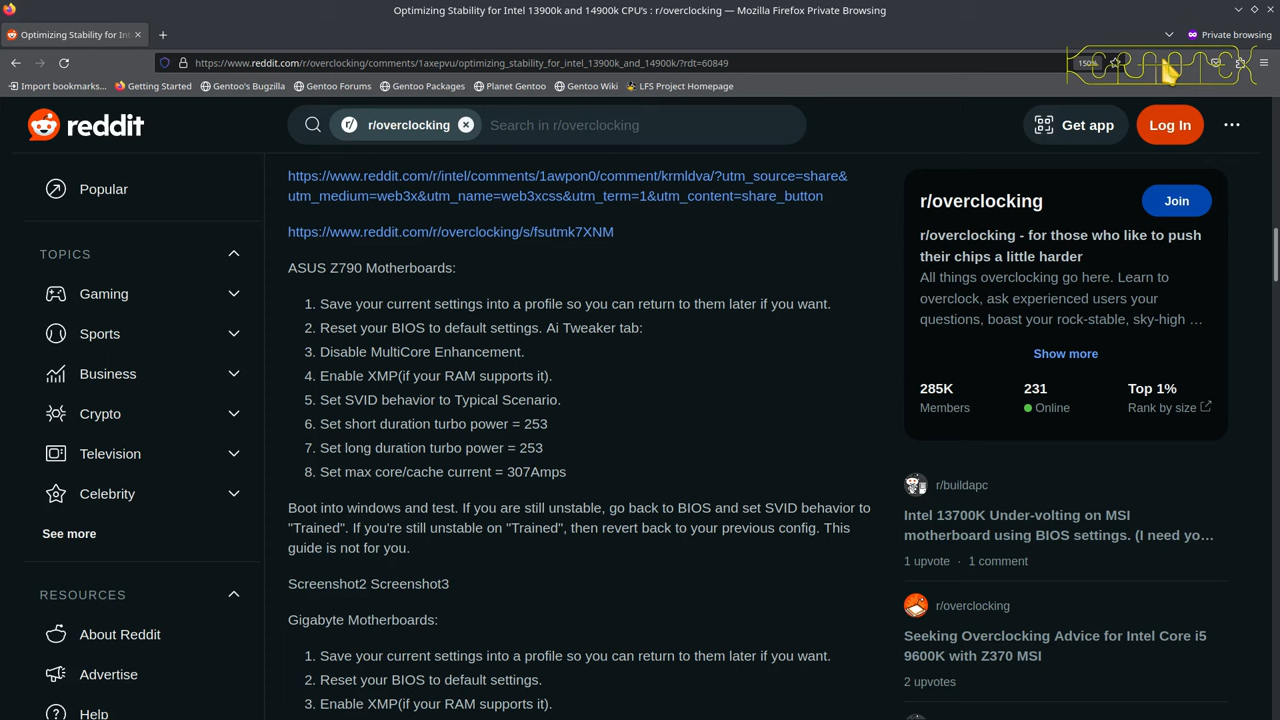 Optimizing Stability for Intel 13900k and 14900k CPU's : r/overclocking — Mozilla Firefox Private Browsing
Optimizing Stability for Int
Private browsing
https://www.reddit.com/r/overclocking/comments/1axepvu/optimizing_stability_for_intel_13900k_and_14900k/?rdt=60849
150%
KORANTEK
Import bookmarks...
Getting Started
Gentoo's Bugzilla
Gentoo Forums
Gentoo Packages
Planet Gentoo
Gentoo Wiki
LFS Project Homepage
reddit
r/ r/overclocking
Search in r/overclocking
Get app
Log In
Popular
TOPICS
Gaming
Sports
Business
Crypto
Television
Celebrity
See more
RESOURCES
About Reddit
Advertise
Help
https://www.reddit.com/r/intel/comments/1awpon0/comment/krmldva/?utm_source=share&
utm_medium=web3x&utm_name=web3xcss&utm_term=1&utm_content=share_button
https://www.reddit.com/r/overclocking/s/fsutmk7XNM
ASUS Z790 Motherboards:
1. Save your current settings into a profile so you can return to them later if you want.
2. Reset your BIOS to default settings. Ai Tweaker tab:
3. Disable MultiCore Enhancement.
4. Enable XMP(if your RAM supports it).
5. Set SVID behavior to Typical Scenario.
6. Set short duration turbo power = 253
7. Set long duration turbo power = 253
8. Set max core/cache current = 307Amps
Boot into windows and test. If you are still unstable, go back to BIOS and set SVID behavior to
"Trained". If you're still unstable on "Trained", then revert back to your previous config. This
guide is not for you.
Screenshot2 Screenshot3
Gigabyte Motherboards:
1. Save your current settings into a profile so you can return to them later if you want.
2. Reset your BIOS to default settings.
3. Enable XMP(if your RAM supports it).
r/overclocking
Join
r/overclocking - for those who like to push
their chips a little harder
All things overclocking go here. Learn to
overclock, ask experienced users your
questions, boast your rock-stable, sky-high ...
Show more
285K
231
Top 1%
Members
Online
Rank by size
r/buildapc
Intel 13700K Under-volting on MSI
motherboard using BIOS settings. (I need yo...
1 upvote · 1 comment
r/overclocking
Seeking Overclocking Advice for Intel Core i5
9600K with Z370 MSI
2 upvotes